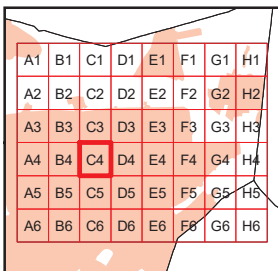 A1 B1 C1 D1 E1 F1 G1 H1
A2 B2 C2 D2 E2 F2 G2 H2
A3 B3 C3 D3 E3 F3 G3 H3
A4 B4 C4 D4 E4 F4 G4 H4
A5 B5 C5 D5 E5 F5 G5 H5
A6 B6 C6 D6 E6 F6 G6 H6